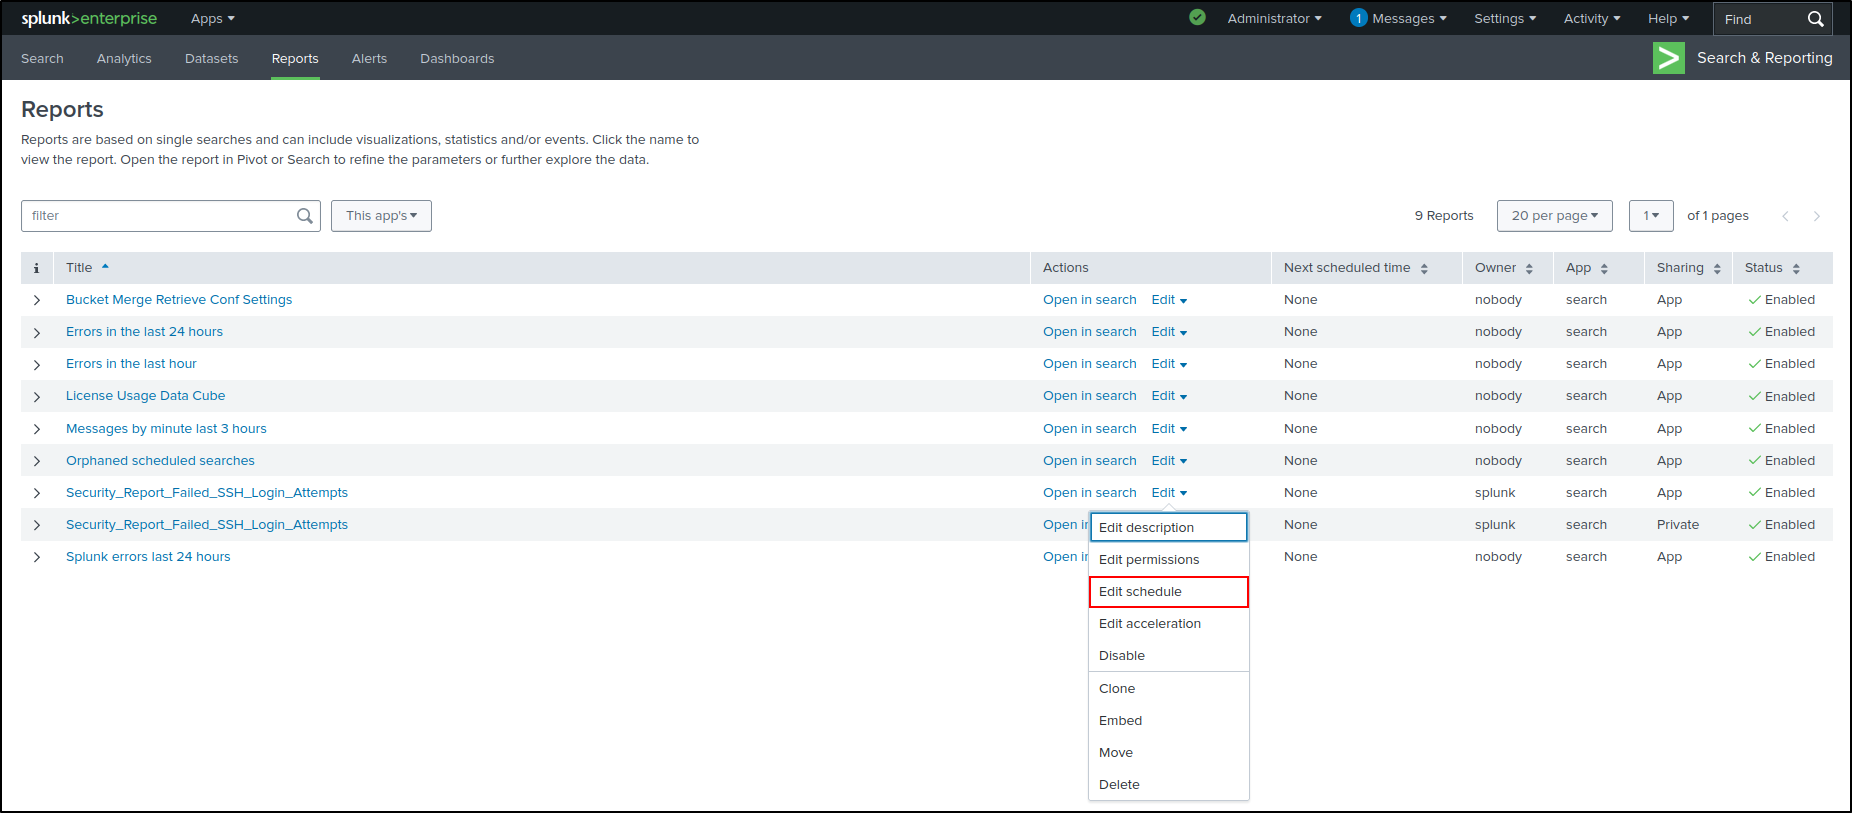 splunk>enterprise Apps Administrator 1 Messages Settings Activity Help Find
Search Analytics Datasets Reports Alerts Dashboards > Search & Reporting
Reports
Reports are based on single searches and can include visualizations, statistics and/or events. Click the name to
view the report. Open the report in Pivot or Search to refine the parameters or further explore the data.
filter This app's 9 Reports 20 per page 1 of 1 pages
i Title Actions Next scheduled time Owner App Sharing Status
Bucket Merge Retrieve Conf Settings Open in search Edit None nobody search App Enabled
Errors in the last 24 hours Open in search Edit None nobody search App Enabled
Errors in the last hour Open in search Edit None nobody search App Enabled
License Usage Data Cube Open in search Edit None nobody search App Enabled
Messages by minute last 3 hours Open in search Edit None nobody search App Enabled
Orphaned scheduled searches Open in search Edit None nobody search App Enabled
Security_Report_Failed_SSH_Login_Attempts Open in search Edit None splunk search App Enabled
Security_Report_Failed_SSH_Login_Attempts Open in None splunk search Private Enabled
Splunk errors last 24 hours Open in None nobody search App Enabled
Edit description
Edit permissions
Edit schedule
Edit acceleration
Disable
Clone
Embed
Move
Delete